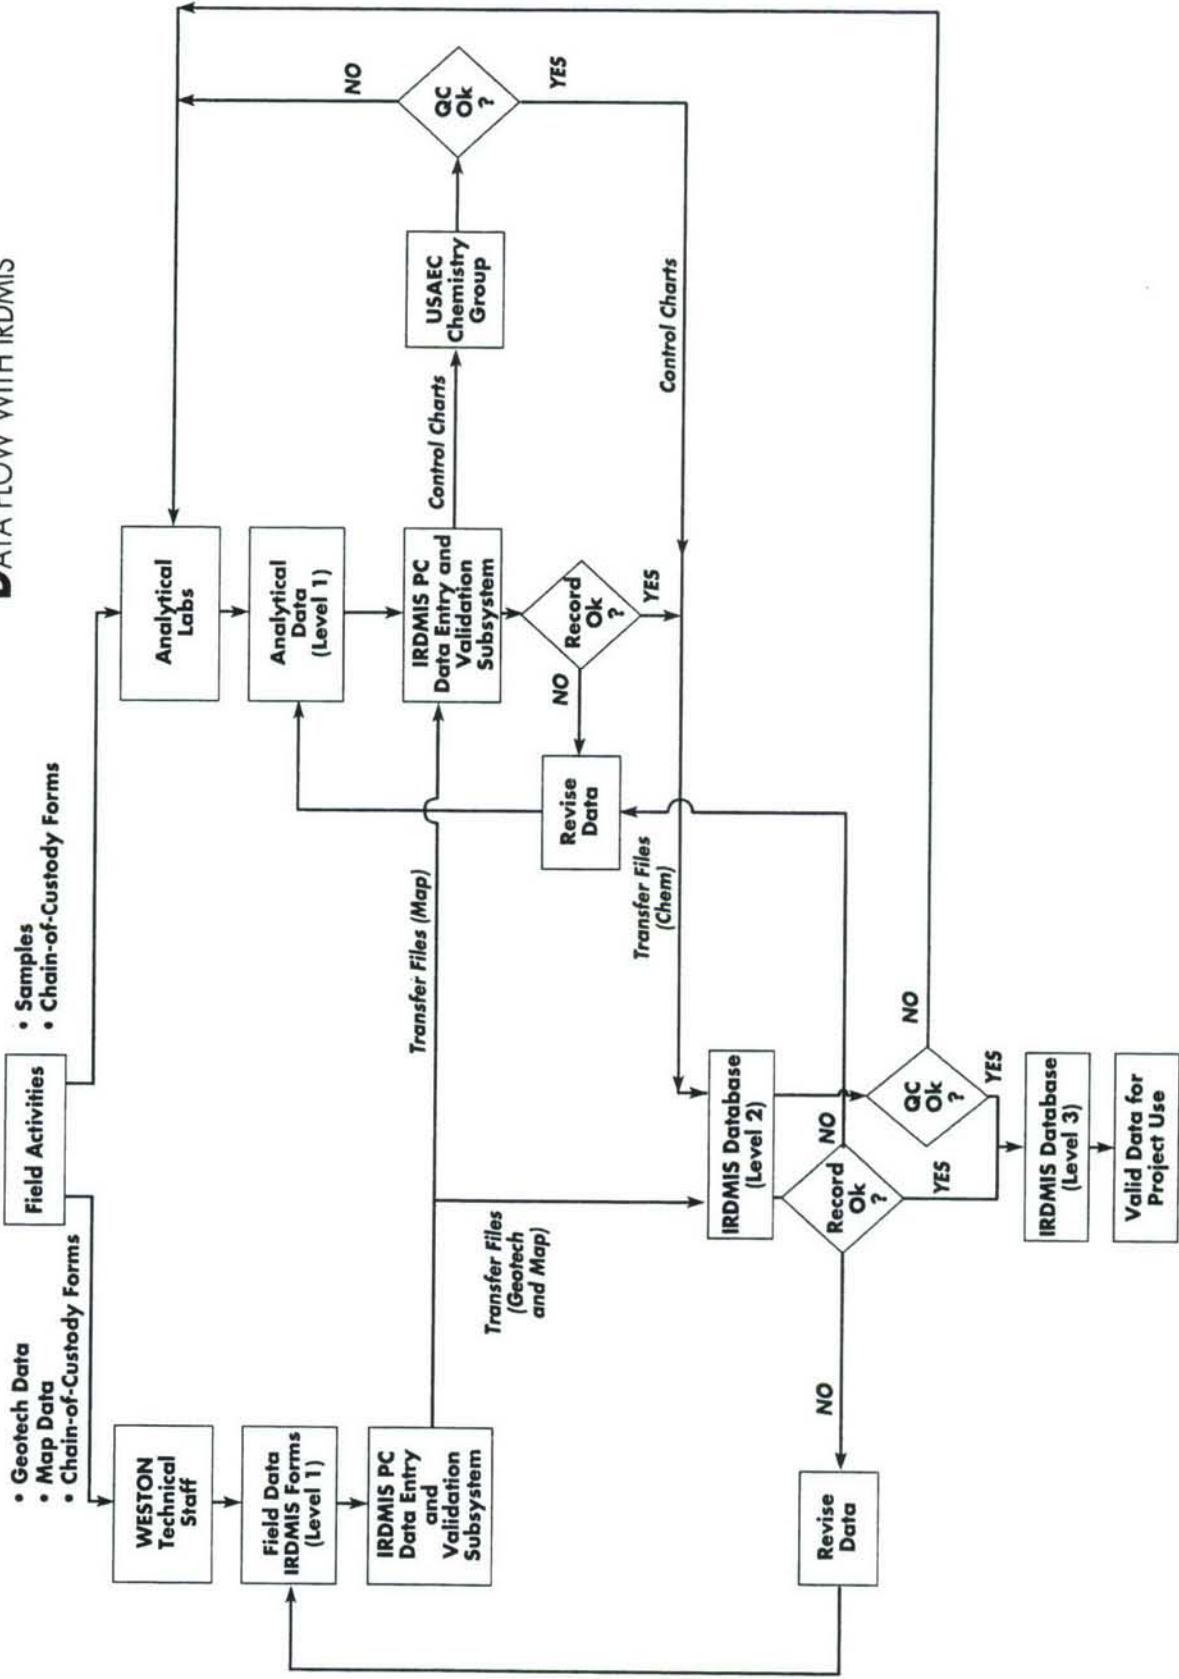 DATA FLOW WITH IRDMIS
Field Activities
• Geotech Data
• Map Data
• Chain-of-Custody Forms
• Samples
• Chain-of-Custody Forms
WESTON
Technical
Staff
Field Data
IRDMIS Forms
(Level 1)
IRDMIS PC
Data Entry
and
Validation
Subsystem
Analytical
Labs
Analytical
Data
(Level 1)
IRDMIS PC
Data Entry and
Validation
Subsystem
Control Charts
USAEC
Chemistry
Group
QC
Ok
?
NO
YES
Control Charts
Record
Ok
?
YES
NO
Revise
Data
Transfer Files (Map)
Transfer Files
(Geotech
and Map)
Transfer Files
(Chem)
IRDMIS Database
(Level 2)
Record
Ok
?
NO
YES
NO
Revise
Data
QC
Ok
?
NO
YES
IRDMIS Database
(Level 3)
Valid Data for
Project Use